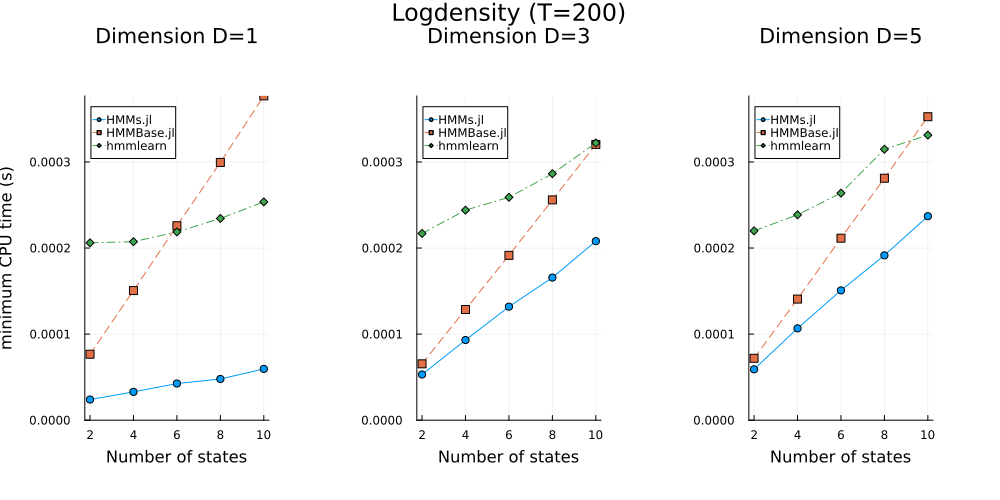 Logdensity (T=200)
Dimension D=1
Dimension D=3
Dimension D=5
minimum CPU time (s)
HMMs.jl
HMMBase.jl
hmmlearn
0.0003
0.0002
0.0001
0.0000
2 4 6 8 10
Number of states
HMMs.jl
HMMBase.jl
hmmlearn
0.0003
0.0002
0.0001
0.0000
2 4 6 8 10
Number of states
HMMs.jl
HMMBase.jl
hmmlearn
0.0003
0.0002
0.0001
0.0000
2 4 6 8 10
Number of states